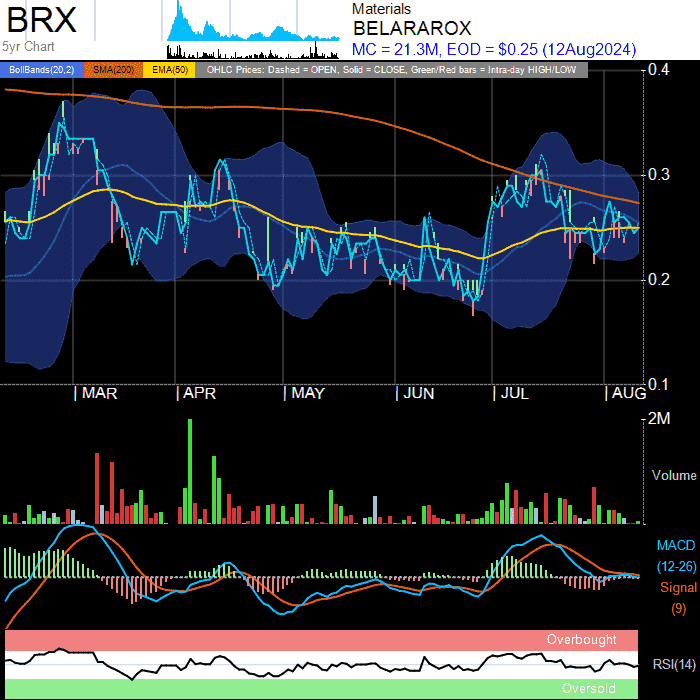 BRX
5yr Chart
Materials
BELARAROX
MC = 21.3M, EOD = $0.25 (12Aug2024)
BollBands(20,2) SMA(200) EMA(50) OHLC Prices: Dashed = OPEN, Solid = CLOSE, Green/Red bars = Intra-day HIGH/LOW
0.4
0.3
0.2
0.1
| MAR | APR | MAY | JUN | JUL | AUG
2M
Volume
MACD
(12-26)
Signal
(9)
Overbought
RSI(14)
Oversold